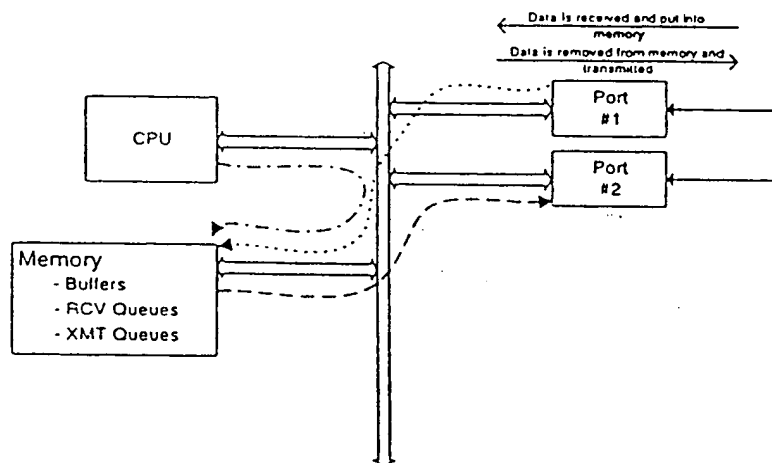 Data is received and put into
memory
Data is removed from memory and
transmitted
CPU
Port
#1
Port
#2
Memory
- Buffers
- RCV Queues
- XMT Queues